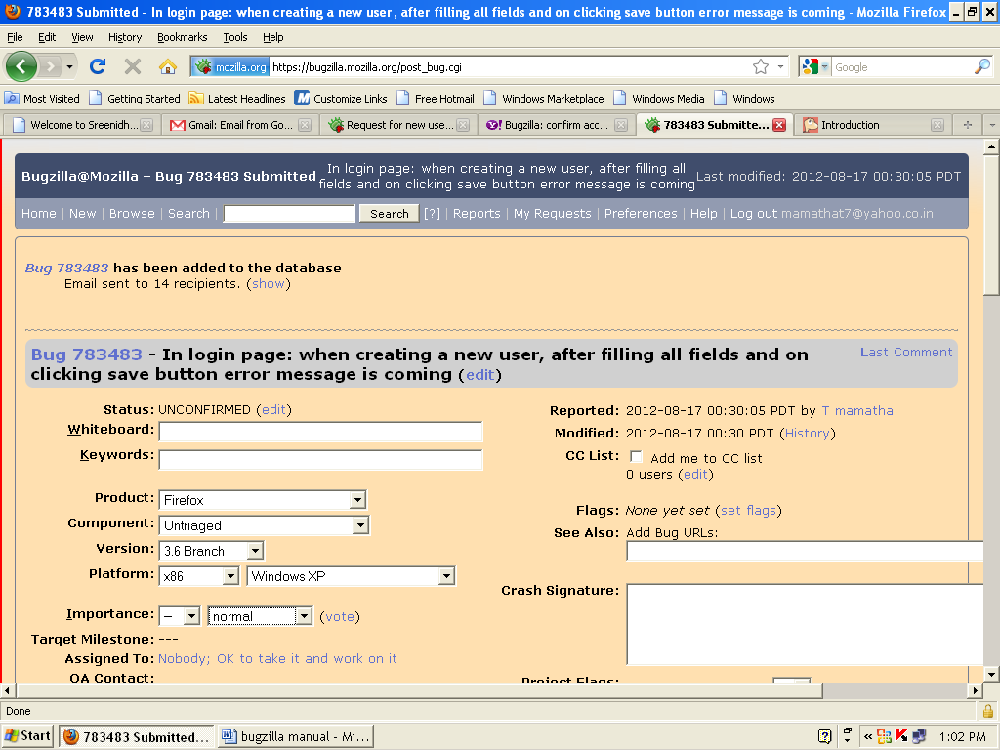 783483 Submitted - In login page: when creating a new user, after filling all fields and on clicking save button error message is coming - Mozilla Firefox
File Edit View History Bookmarks Tools Help
mozilla.org https://bugzilla.mozilla.org/post_bug.cgi Google
Most Visited Getting Started Latest Headlines Customize Links Free Hotmail Windows Marketplace Windows Media Windows
Welcome to Sreenidh... Gmail: Email from Go... Request for new use... Bugzilla: confirm acc... 783483 Submitte... Introduction
Bugzilla@Mozilla – Bug 783483 Submitted In login page: when creating a new user, after filling all fields and on clicking save button error message is coming Last modified: 2012-08-17 00:30:05 PDT
Home | New | Browse | Search | Search [?] | Reports | My Requests | Preferences | Help | Log out mamathat7@yahoo.co.in
Bug 783483 has been added to the database
Email sent to 14 recipients. (show)
Bug 783483 - In login page: when creating a new user, after filling all fields and on Last Comment
clicking save button error message is coming (edit)
Status: UNCONFIRMED (edit)
Whiteboard:
Keywords:
Product: Firefox
Component: Untriaged
Version: 3.6 Branch
Platform: x86 Windows XP
Importance: -- normal (vote)
Target Milestone: ---
Assigned To: Nobody; OK to take it and work on it
QA Contact:
Reported: 2012-08-17 00:30:05 PDT by T mamatha
Modified: 2012-08-17 00:30 PDT (History)
CC List: Add me to CC list
0 users (edit)
Flags: None yet set (set flags)
See Also: Add Bug URLs:
Crash Signature:
Project Flags:
Done
Start 783483 Submitted... bugzilla manual - Mi... 1:02 PM